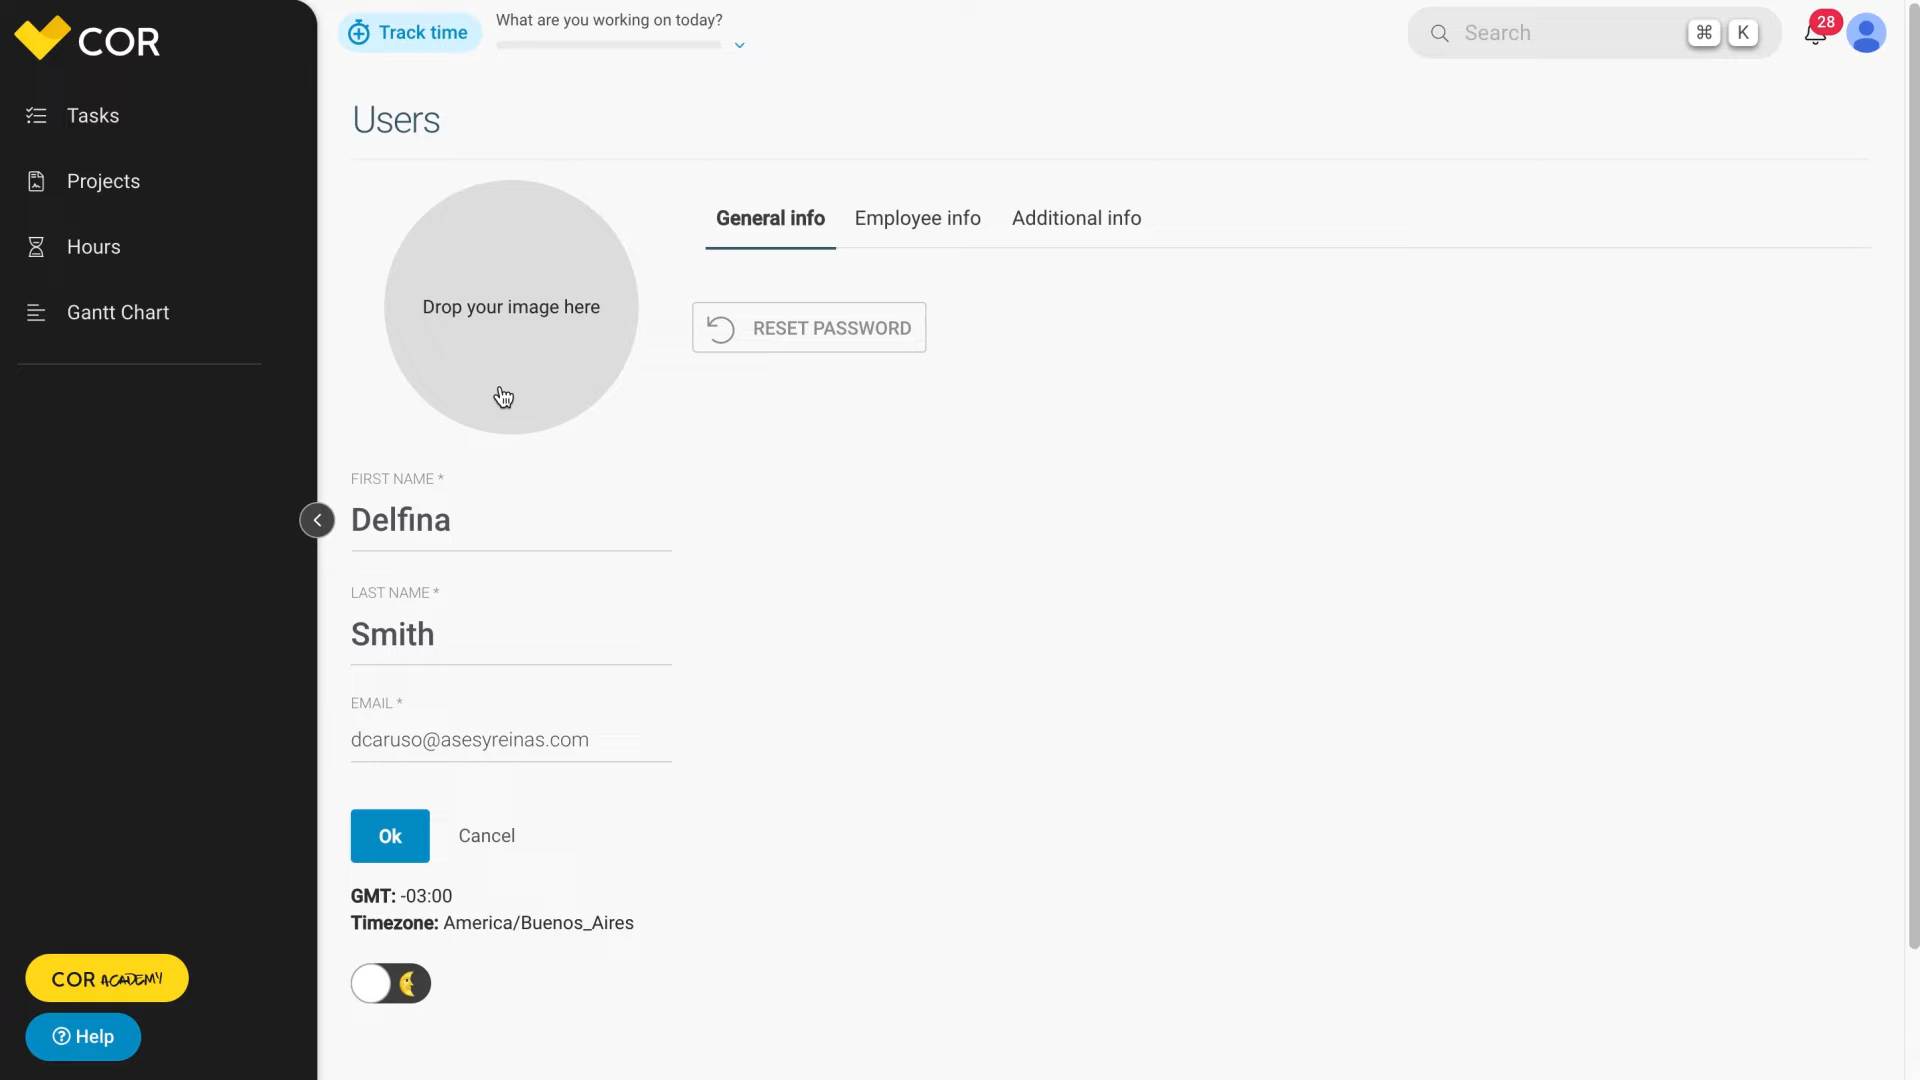 COR
Track time
What are you working on today?
Search
⌘ K
28
Tasks
Projects
Hours
Gantt Chart
Users
Drop your image here
General info
Employee info
Additional info
RESET PASSWORD
FIRST NAME *
Delfina
LAST NAME *
Smith
EMAIL *
dcaruso@asesyreinas.com
Ok
Cancel
GMT: -03:00
Timezone: America/Buenos_Aires
COR ACADEMY
Help